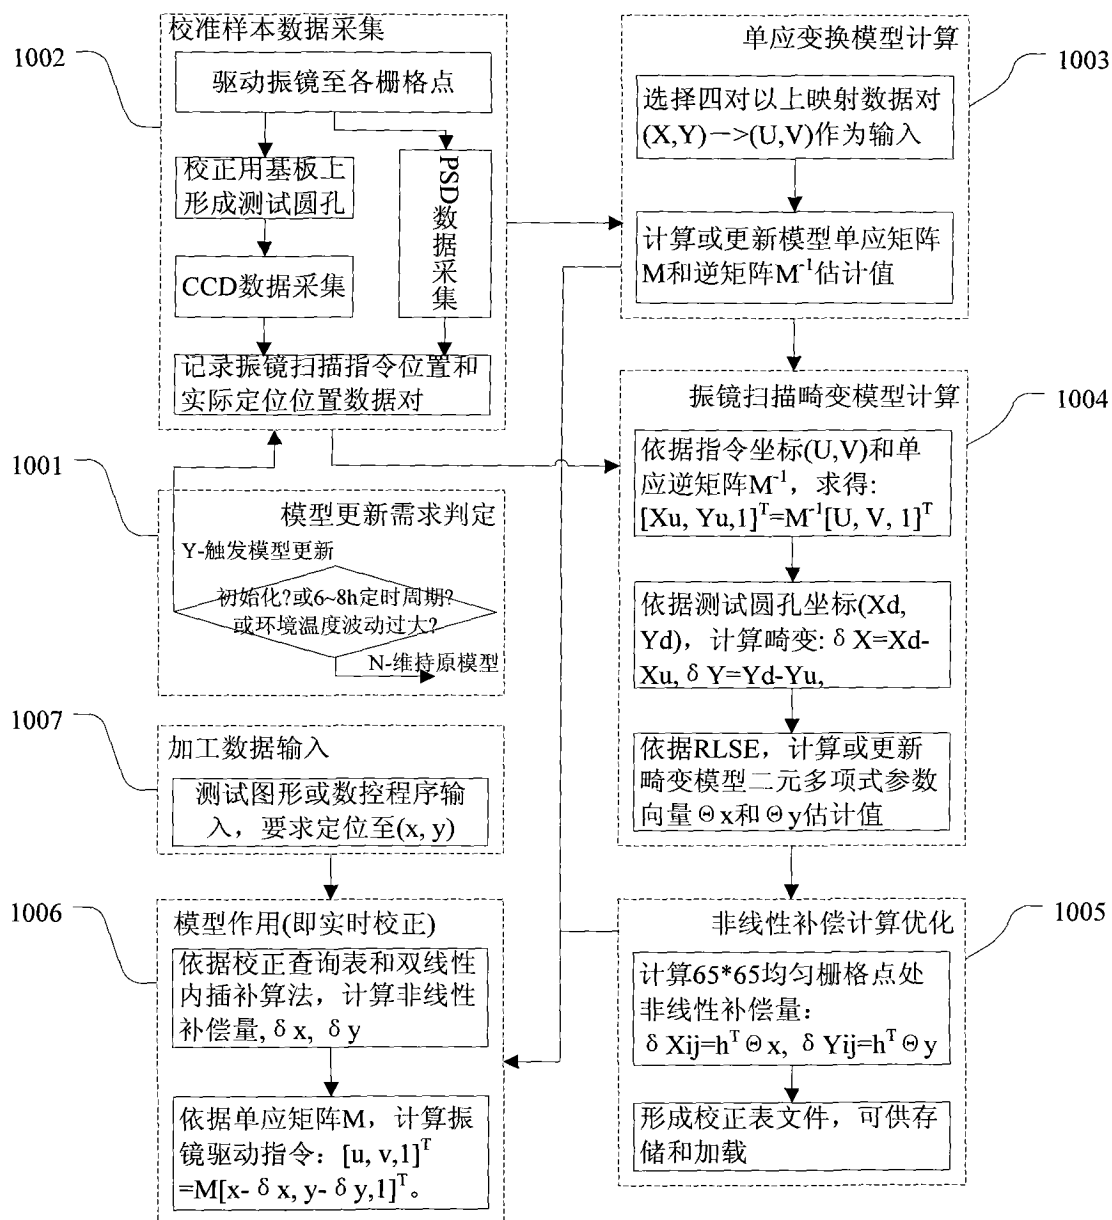 校准样本数据采集
1002
驱动振镜至各栅格点
校正用基板上
形成测试圆孔
PSD数据采集
CCD数据采集
记录振镜扫描指令位置和
实际定位位置数据对
1001
模型更新需求判定
Y-触发模型更新
初始化?或6~8h定时周期?
或环境温度波动过大?
N-维持原模型
1007
加工数据输入
测试图形或数控程序输
入，要求定位至(x, y)
1006
模型作用(即实时校正)
依据校正查询表和双线性
内插补算法，计算非线性
补偿量, δ x, δ y
依据单应矩阵M，计算振
镜驱动指令：[u, v,1]ᵀ
=M[x- δ x, y- δ y,1]ᵀ。
单应变换模型计算
1003
选择四对以上映射数据对
(X,Y)—>(U,V)作为输入
计算或更新模型单应矩阵
M和逆矩阵M⁻¹估计值
振镜扫描畸变模型计算
1004
依据指令坐标(U,V)和单
应逆矩阵M⁻¹，求得:
[Xu, Yu,1]ᵀ=M⁻¹[U, V, 1]ᵀ
依据测试圆孔坐标(Xd,
Yd)，计算畸变: δ X=Xd-
Xu, δ Y=Yd-Yu,
依据RLSE，计算或更新
畸变模型二元多项式参数
向量Θx和Θy估计值
非线性补偿计算优化
1005
计算65*65均匀栅格点处
非线性补偿量：
δ Xij=hᵀ Θx, δ Yij=hᵀ Θy
形成校正表文件，可供存
储和加载